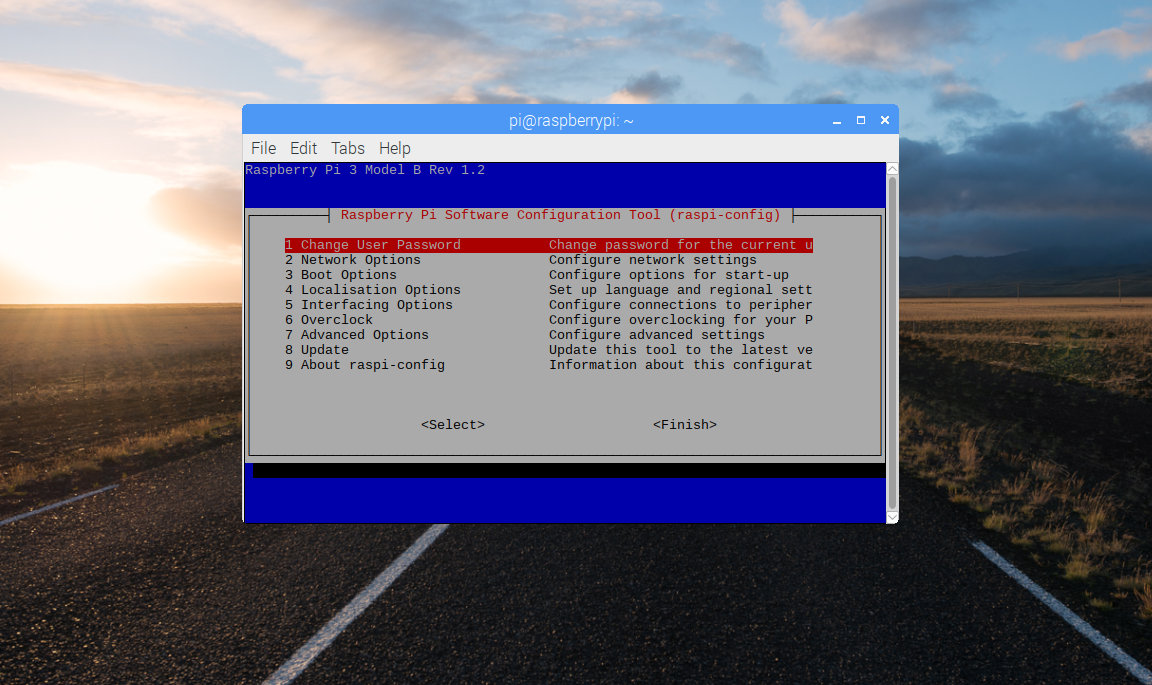 pi@raspberrypi: ~
File Edit Tabs Help
Raspberry Pi 3 Model B Rev 1.2
Raspberry Pi Software Configuration Tool (raspi-config)
1 Change User Password Change password for the current u
2 Network Options Configure network settings
3 Boot Options Configure options for start-up
4 Localisation Options Set up language and regional sett
5 Interfacing Options Configure connections to peripher
6 Overclock Configure overclocking for your P
7 Advanced Options Configure advanced settings
8 Update Update this tool to the latest ve
9 About raspi-config Information about this configurat
<Select> <Finish>